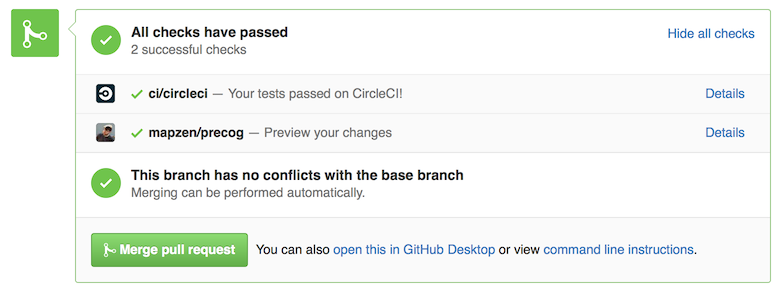 All checks have passed
Hide all checks
2 successful checks
ci/circleci — Your tests passed on CircleCI!
Details
mapzen/precog — Preview your changes
Details
This branch has no conflicts with the base branch
Merging can be performed automatically.
Merge pull request
You can also open this in GitHub Desktop or view command line instructions.